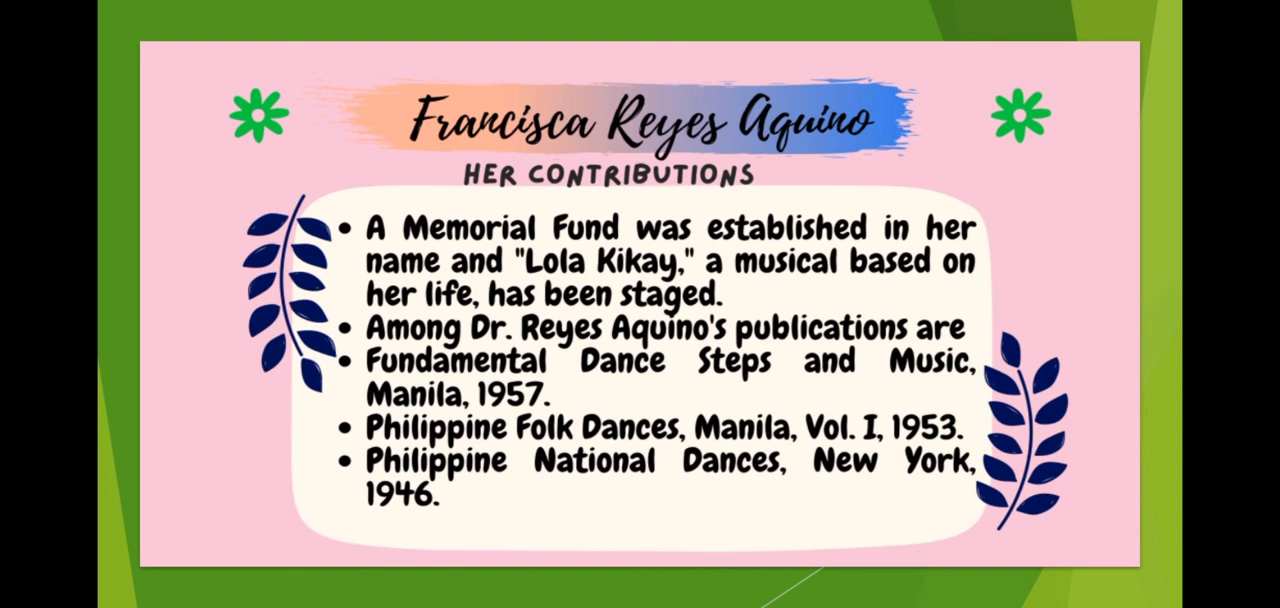 Francisca Reyes Aquino
HER CONTRIBUTIONS
• A Memorial Fund was established in her
name and "Lola Kikay," a musical based on
her life, has been staged.
• Among Dr. Reyes Aquino's publications are
• Fundamental Dance Steps and Music,
Manila, 1957.
• Philippine Folk Dances, Manila, Vol. I, 1953.
• Philippine National Dances, New York,
1946.